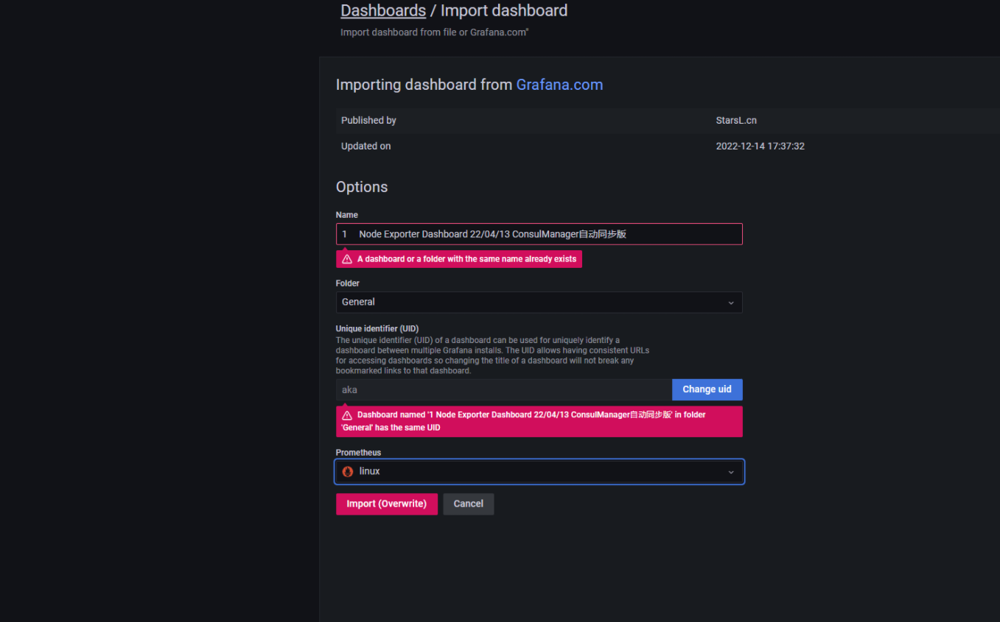 Dashboards / Import dashboard
Import dashboard from file or Grafana.com"
Importing dashboard from Grafana.com
Published by StarsL.cn
Updated on 2022-12-14 17:37:32
Options
Name
1 Node Exporter Dashboard 22/04/13 ConsulManager自动同步版
A dashboard or a folder with the same name already exists
Folder
General
Unique identifier (UID)
The unique identifier (UID) of a dashboard can be used for uniquely identify a
dashboard between multiple Grafana installs. The UID allows having consistent URLs
for accessing dashboards so changing the title of a dashboard will not break any
bookmarked links to that dashboard.
aka Change uid
Dashboard named '1 Node Exporter Dashboard 22/04/13 ConsulManager自动同步版' in folder
'General' has the same UID
Prometheus
linux
Import (Overwrite) Cancel